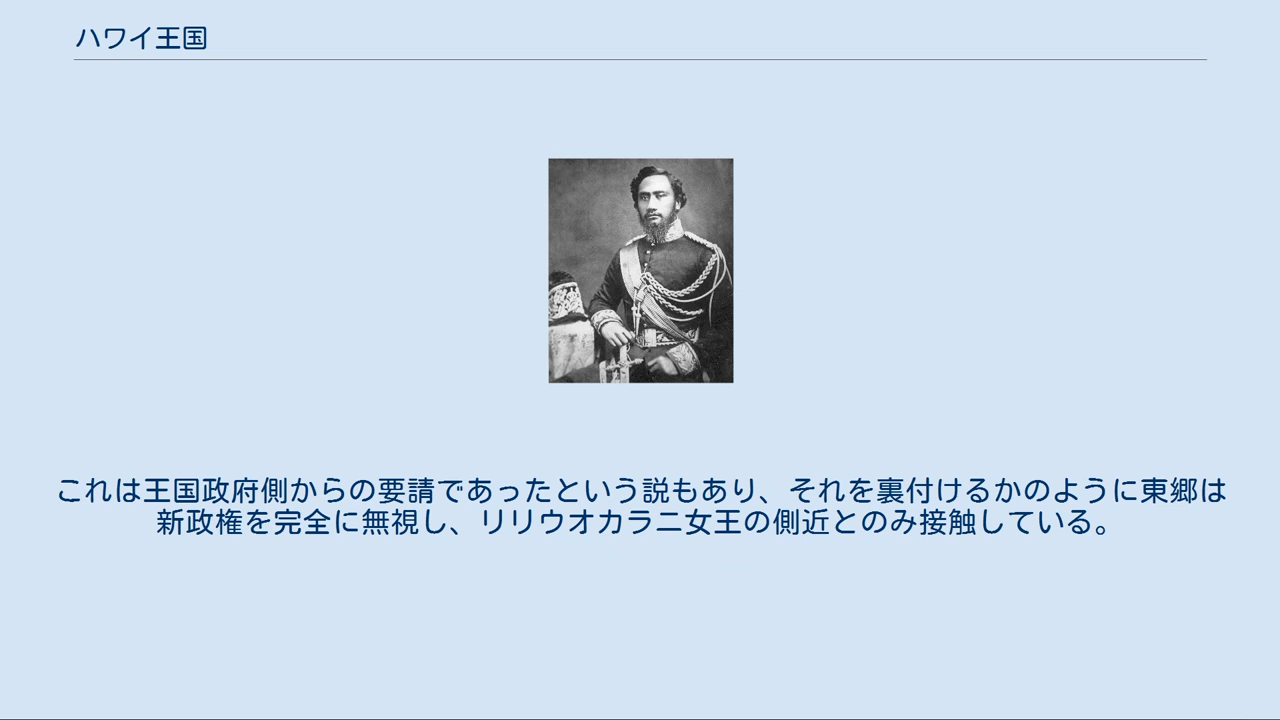 ハワイ王国
これは王国政府側からの要請であったという説もあり、それを裏付けるかのように東郷は
新政権を完全に無視し、リリウオカラニ女王の側近とのみ接触している。